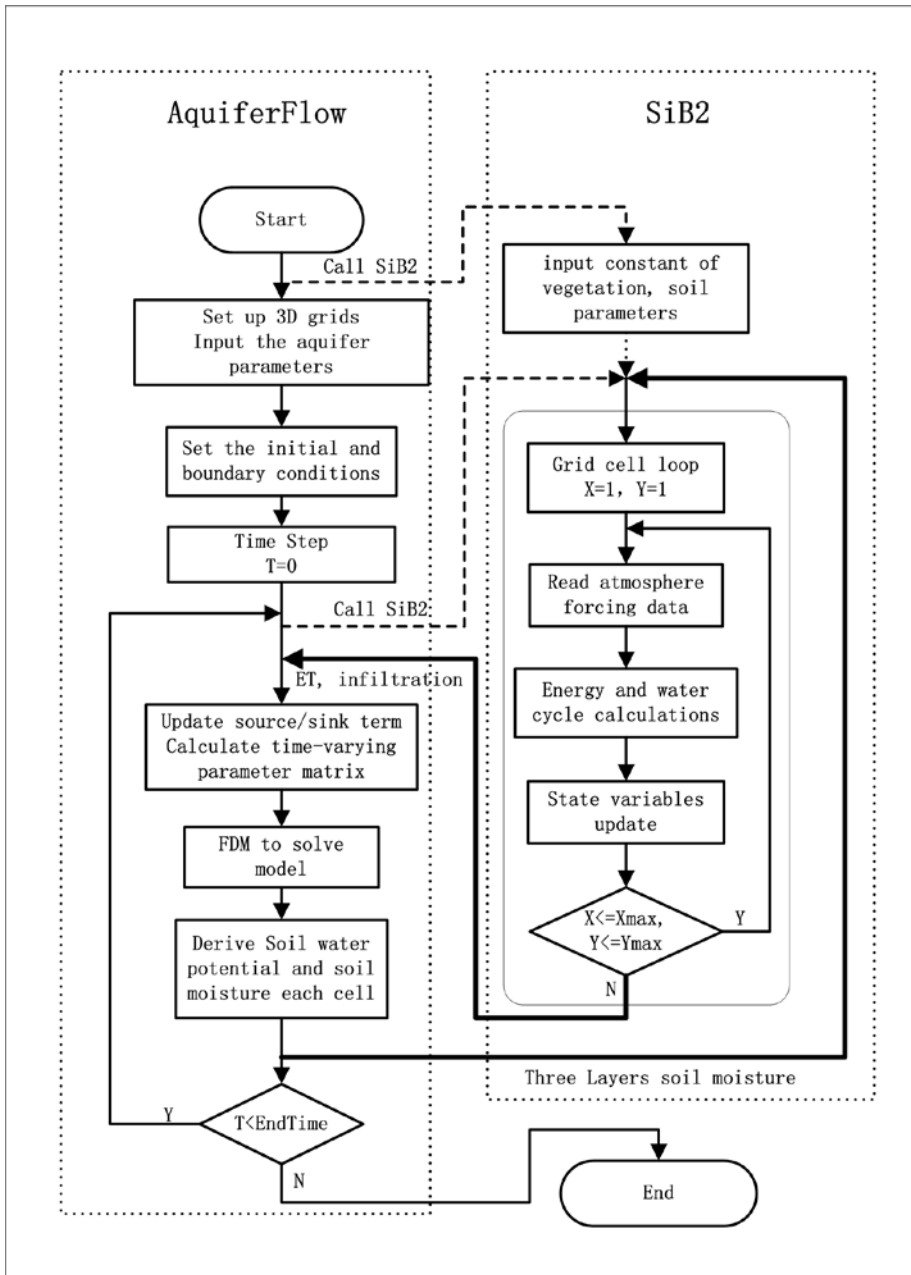 AquiferFlow
Start
Call SiB2
Set up 3D grids
Input the aquifer
parameters
Set the initial and
boundary conditions
Time Step
T=0
Call SiB2
ET, infiltration
Update source/sink term
Calculate time-varying
parameter matrix
FDM to solve
model
Derive Soil water
potential and soil
moisture each cell
T<EndTime
Y
N
SiB2
input constant of
vegetation, soil
parameters
Grid cell loop
X=1, Y=1
Read atmosphere
forcing data
Energy and water
cycle calculations
State variables
update
X<=Xmax,
Y<=Ymax
Y
N
Three Layers soil moisture
End